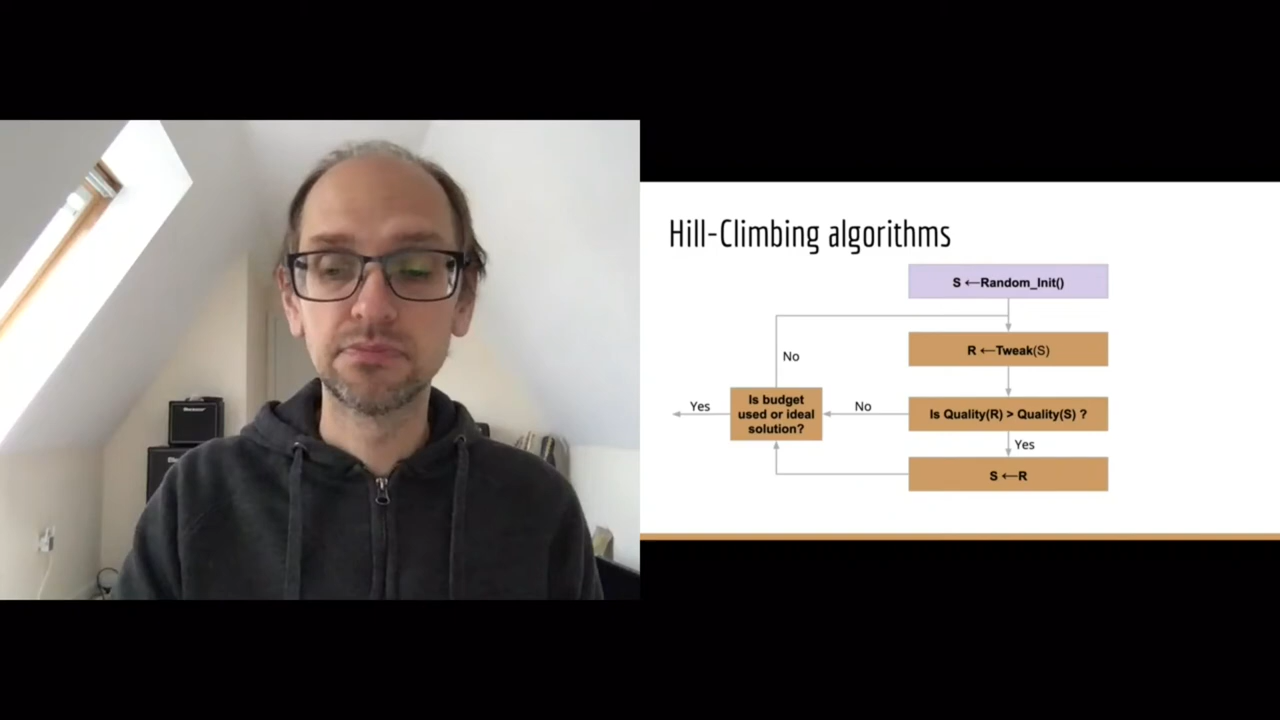 Hill-Climbing algorithms
S ←Random_Init()
R ←Tweak(S)
No
Is Quality(R) > Quality(S) ?
No
Is budget
used or ideal
solution?
Yes
Yes
S ←R